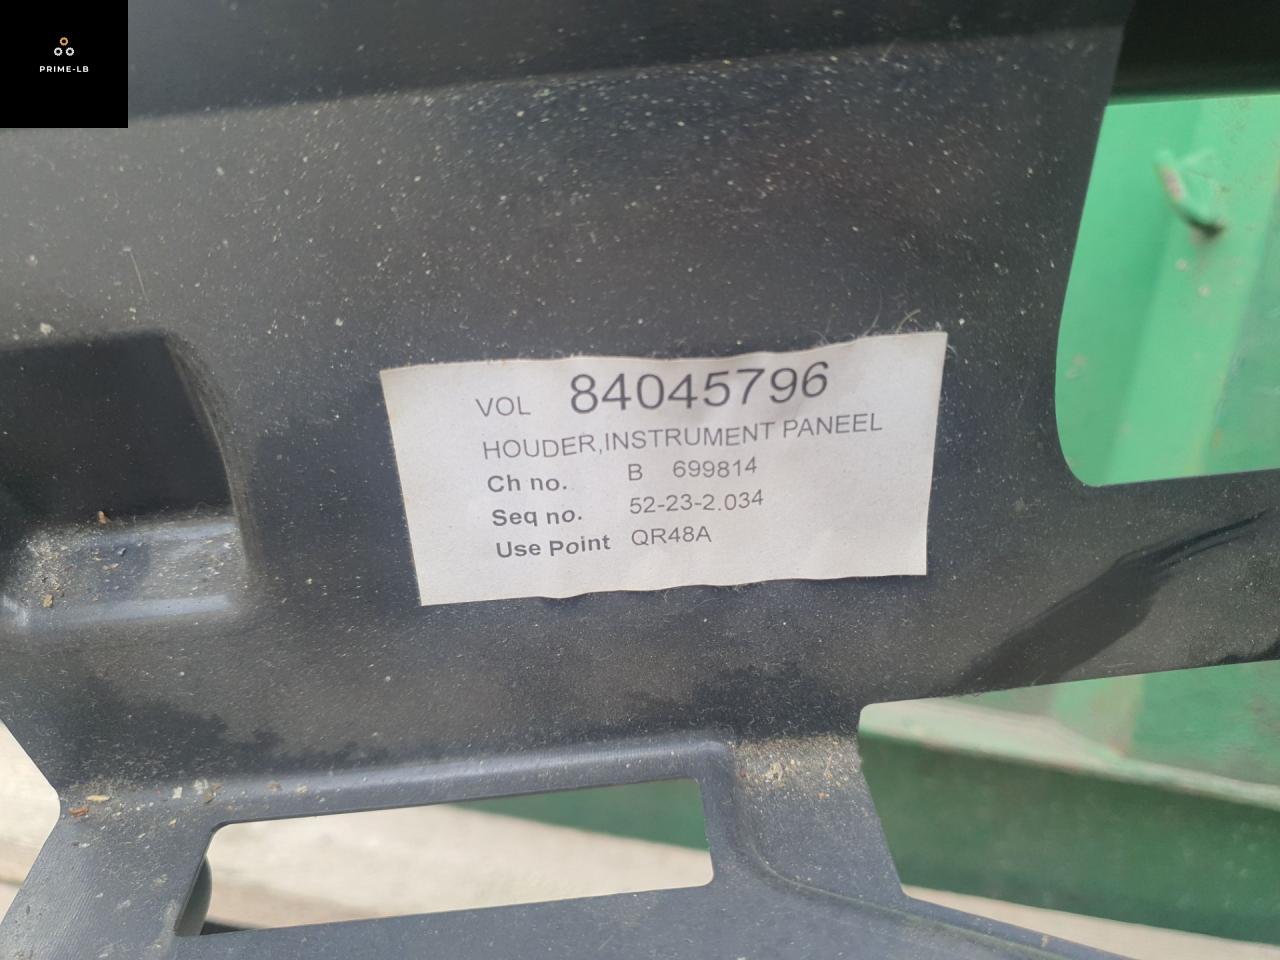 PRIME-LB
VOL 84045796
HOUDER,INSTRUMENT PANEEL
Ch no. B 699814
Seq no. 52-23-2.034
Use Point QR48A